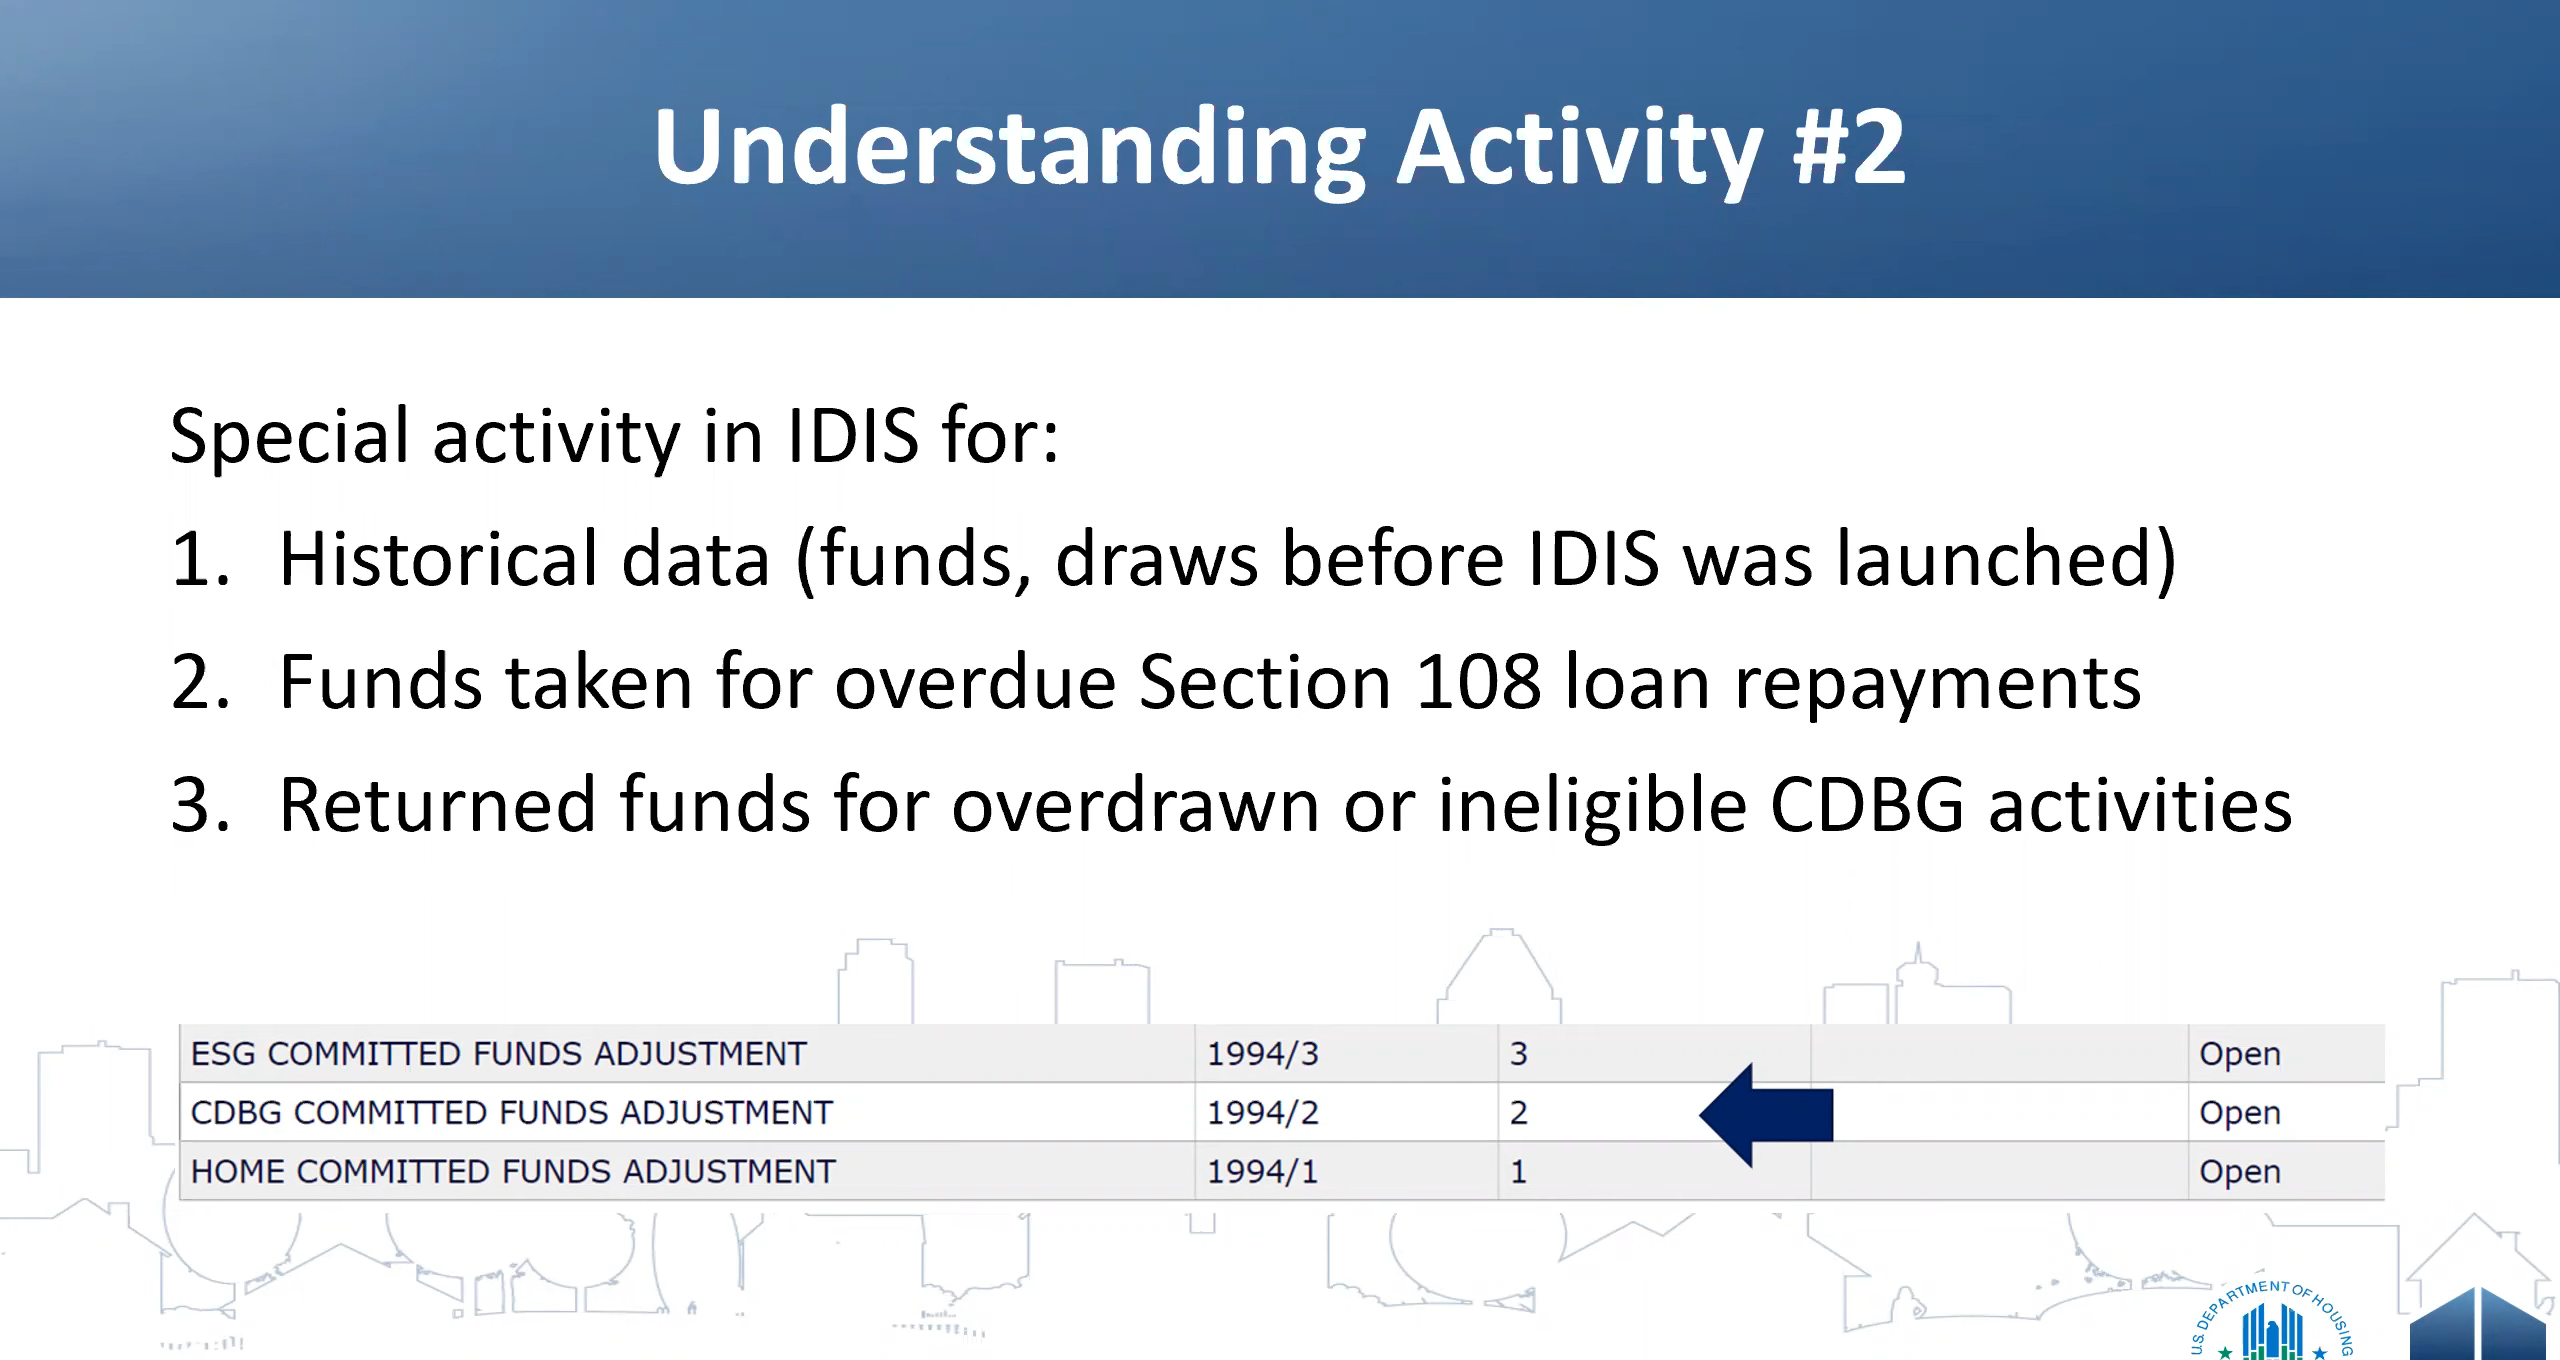 Understanding Activity #2
Special activity in IDIS for:
1. Historical data (funds, draws before IDIS was launched)
2. Funds taken for overdue Section 108 loan repayments
3. Returned funds for overdrawn or ineligible CDBG activities
ESG COMMITTED FUNDS ADJUSTMENT 1994/3 3 Open
CDBG COMMITTED FUNDS ADJUSTMENT 1994/2 2 Open
HOME COMMITTED FUNDS ADJUSTMENT 1994/1 1 Open
U.S. DEPARTMENT OF HOUSING